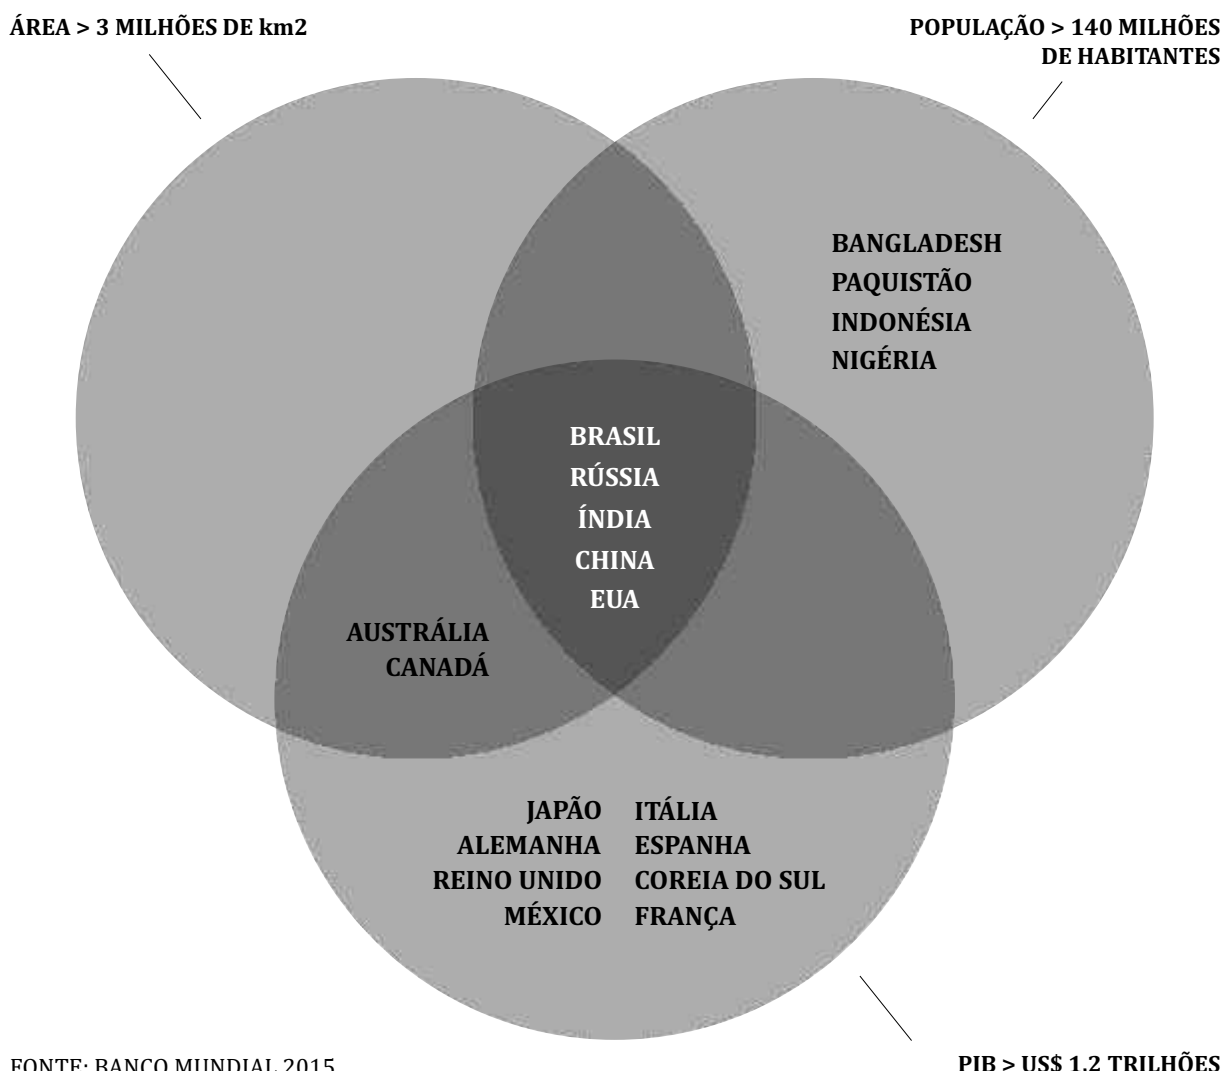 ÁREA > 3 MILHÕES DE km2
POPULAÇÃO > 140 MILHÕES
DE HABITANTES
BANGLADESH
PAQUISTÃO
INDONÉSIA
NIGÉRIA
BRASIL
RÚSSIA
ÍNDIA
CHINA
EUA
AUSTRÁLIA
CANADÁ
JAPÃO ITÁLIA
ALEMANHA ESPANHA
REINO UNIDO COREIA DO SUL
MÉXICO FRANÇA
FONTE: BANCO MUNDIAL 2015
PIB > US$ 1,2 TRILHÕES